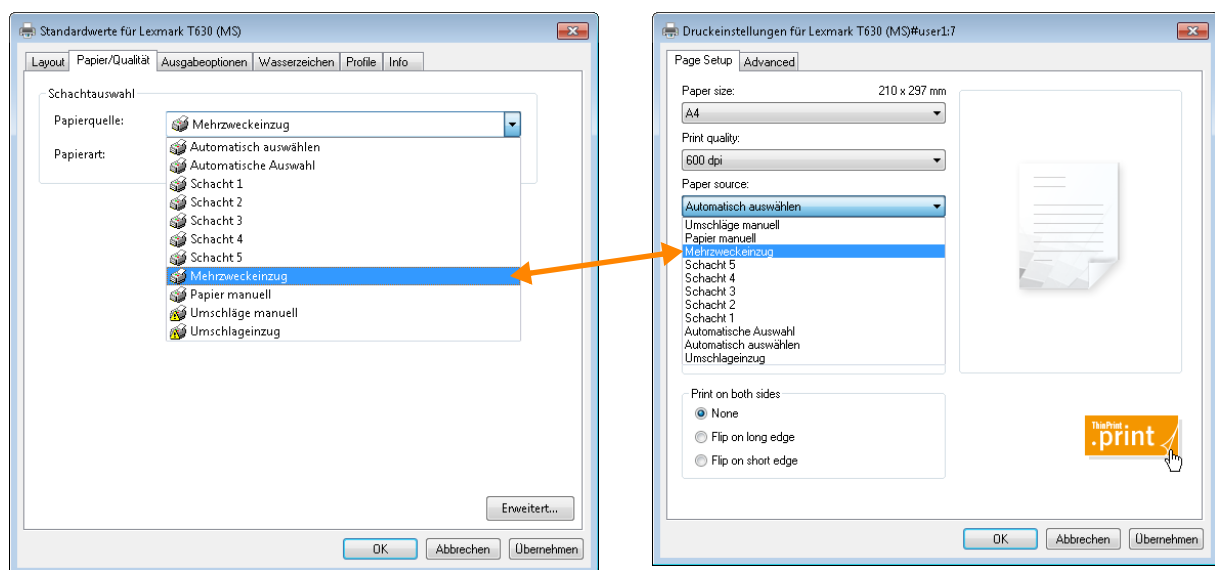 Standardwerte für Lexmark T630 (MS)
Layout Papier/Qualität Ausgabeoptionen Wasserzeichen Profile Info
Schachtauswahl
Papierquelle: Mehrzweckeinzug
Papierart:
Automatisch auswählen
Automatische Auswahl
Schacht 1
Schacht 2
Schacht 3
Schacht 4
Schacht 5
Mehrzweckeinzug
Papier manuell
Umschläge manuell
Umschlageinzug
Erweitert...
OK Abbrechen Übernehmen
Druckeinstellungen für Lexmark T630 (MS)#user1:7
Page Setup Advanced
Paper size: 210 x 297 mm
A4
Print quality:
600 dpi
Paper source:
Automatisch auswählen
Umschläge manuell
Papier manuell
Mehrzweckeinzug
Schacht 5
Schacht 4
Schacht 3
Schacht 2
Schacht 1
Automatische Auswahl
Automatisch auswählen
Umschlageinzug
Print on both sides
None
Flip on long edge
Flip on short edge
ThinPrint
.print
OK Abbrechen Übernehmen